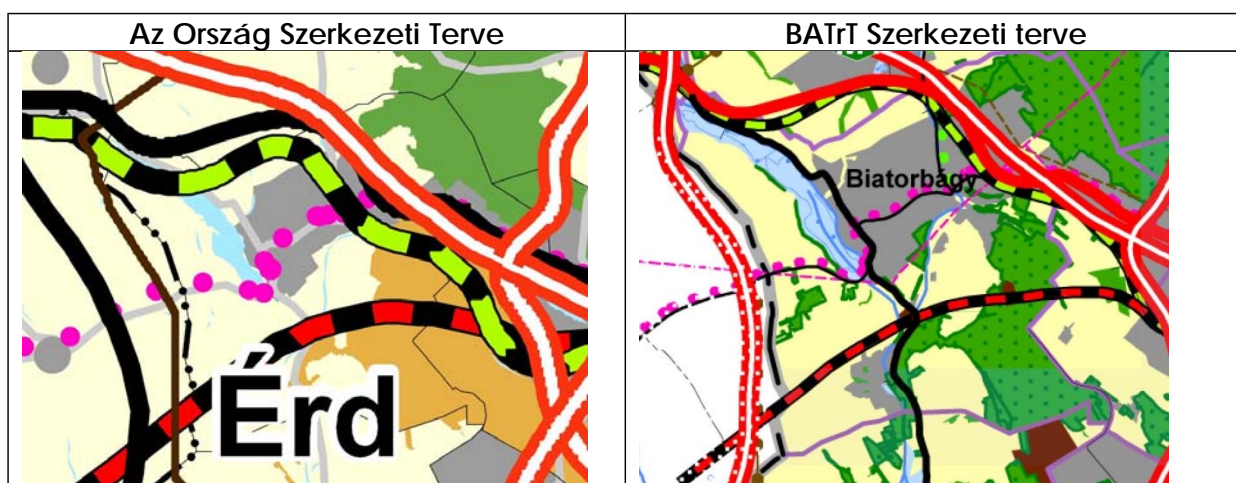 Az Ország Szerkezeti Terve
BATrT Szerkezeti terve
Érd
Biatorbágy